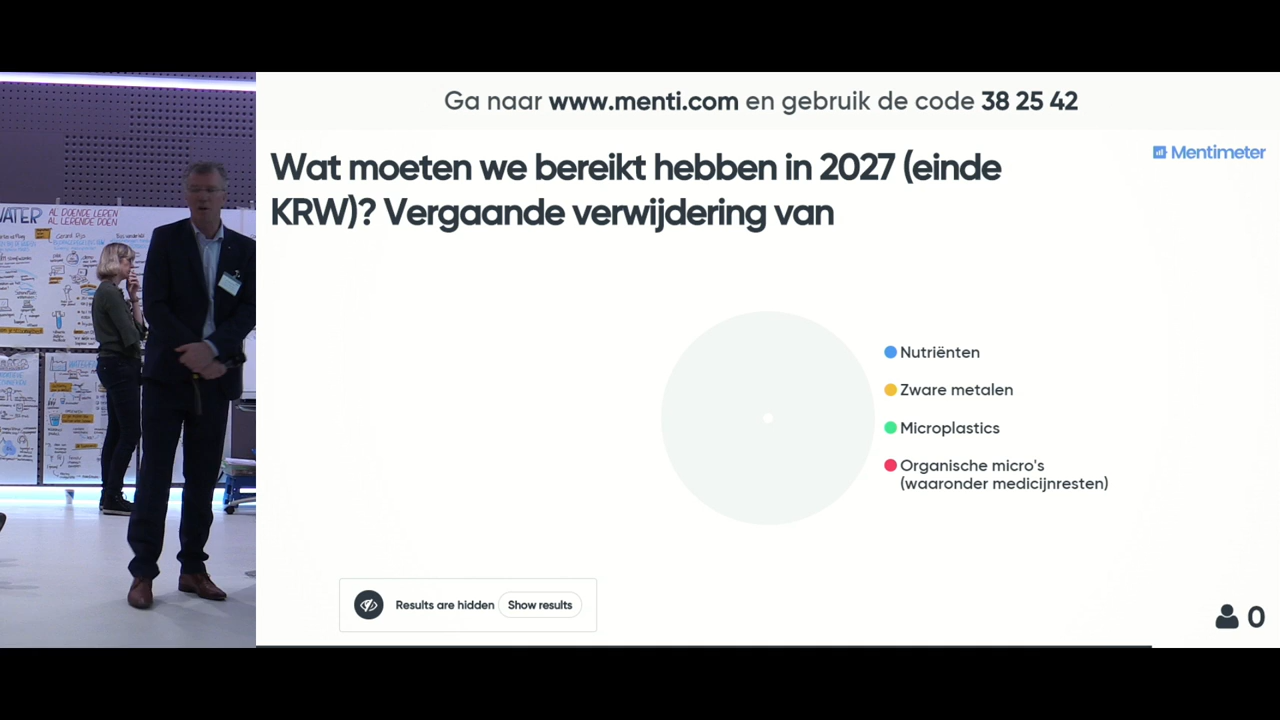 Ga naar www.menti.com en gebruik de code 38 25 42
Mentimeter
Wat moeten we bereikt hebben in 2027 (einde
KRW)? Vergaande verwijdering van
Nutriënten
Zware metalen
Microplastics
Organische micro's
(waaronder medicijnresten)
Results are hidden Show results
0
WATER
AL DOENDE LEREN
AL LERENDE DOEN